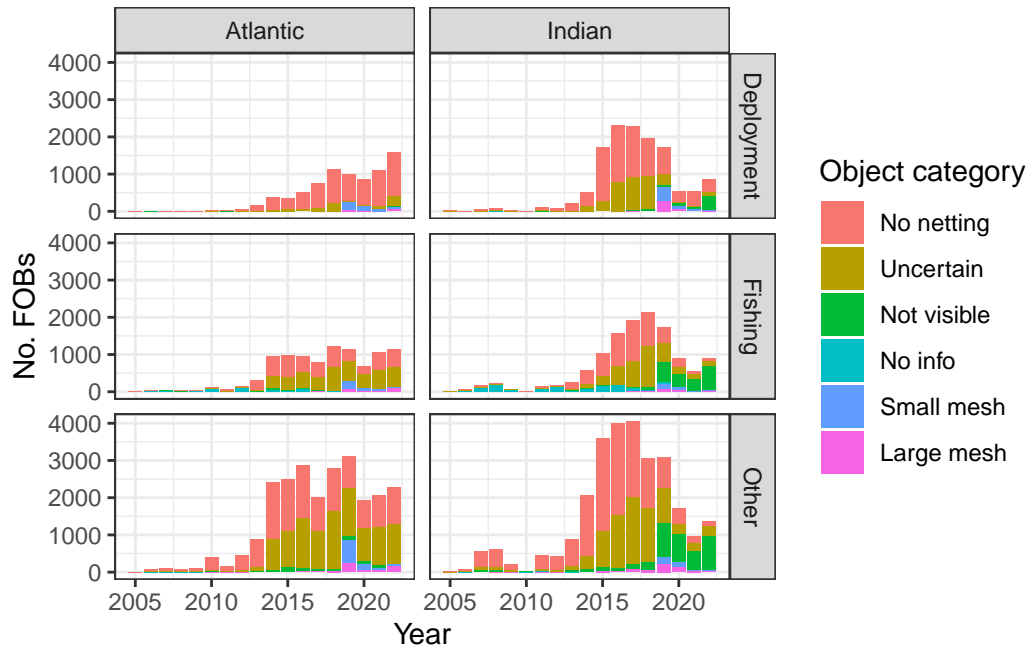 Atlantic
Indian
4000
3000
2000
1000
0
Deployment
4000
3000
2000
1000
0
Fishing
4000
3000
2000
1000
0
Other
No. FOBs
2005
2010
2015
2020
2005
2010
2015
2020
Year
Object category
No netting
Uncertain
Not visible
No info
Small mesh
Large mesh